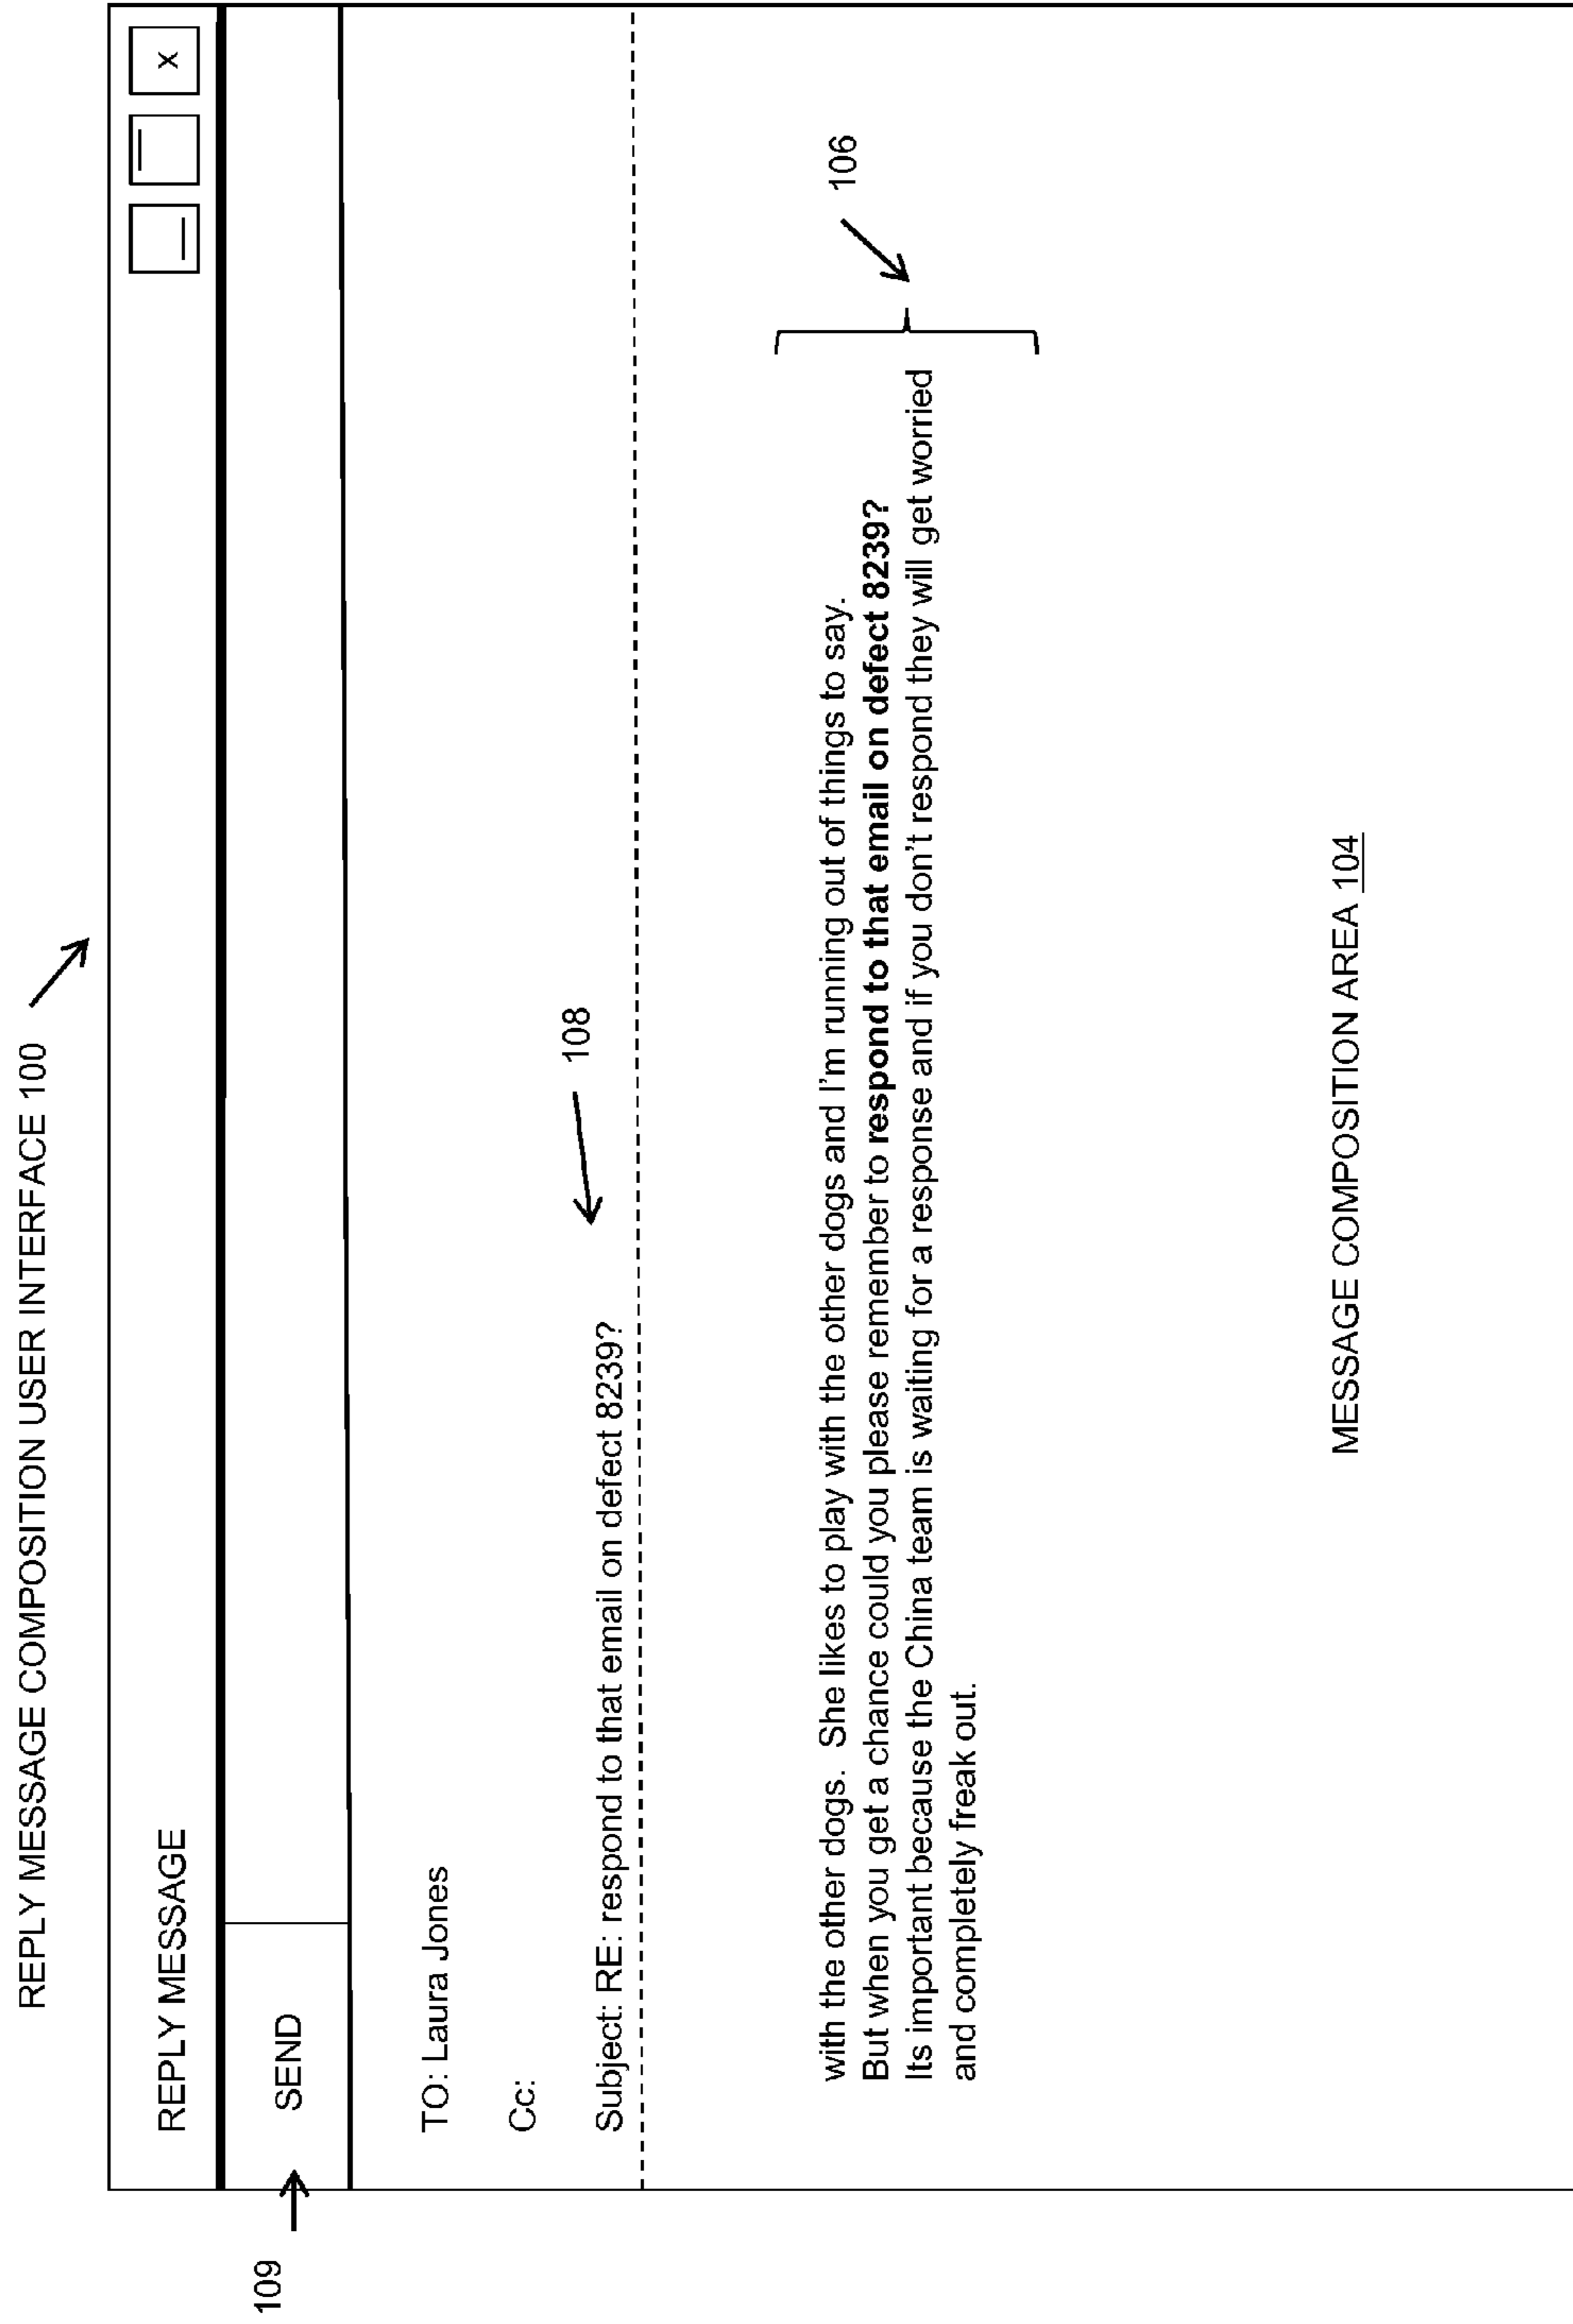 REPLY MESSAGE COMPOSITION USER INTERFACE 100
REPLY MESSAGE
x
109
SEND
TO: Laura Jones
Cc:
108
Subject: RE: respond to that email on defect 8239?
106
with the other dogs. She likes to play with the other dogs and I'm running out of things to say.
But when you get a chance could you please remember to respond to that email on defect 8239?
Its important because the China team is waiting for a response and if you don't respond they will get worried
and completely freak out.
MESSAGE COMPOSITION AREA 104